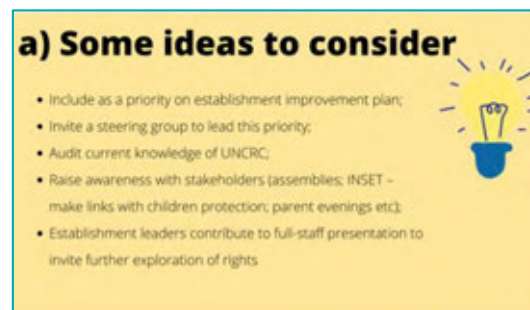 a) Some ideas to consider
• Include as a priority on establishment improvement plan;
• Invite a steering group to lead this priority;
• Audit current knowledge of UNCRC;
• Raise awareness with stakeholders (assemblies; INSET –
make links with children protection; parent evenings etc);
• Establishment leaders contribute to full-staff presentation to
invite further exploration of rights